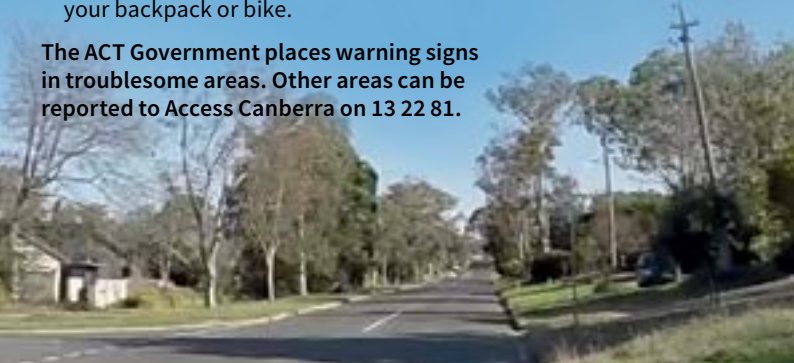 your backpack or bike.
The ACT Government places warning signs
in troublesome areas. Other areas can be
reported to Access Canberra on 13 22 81.